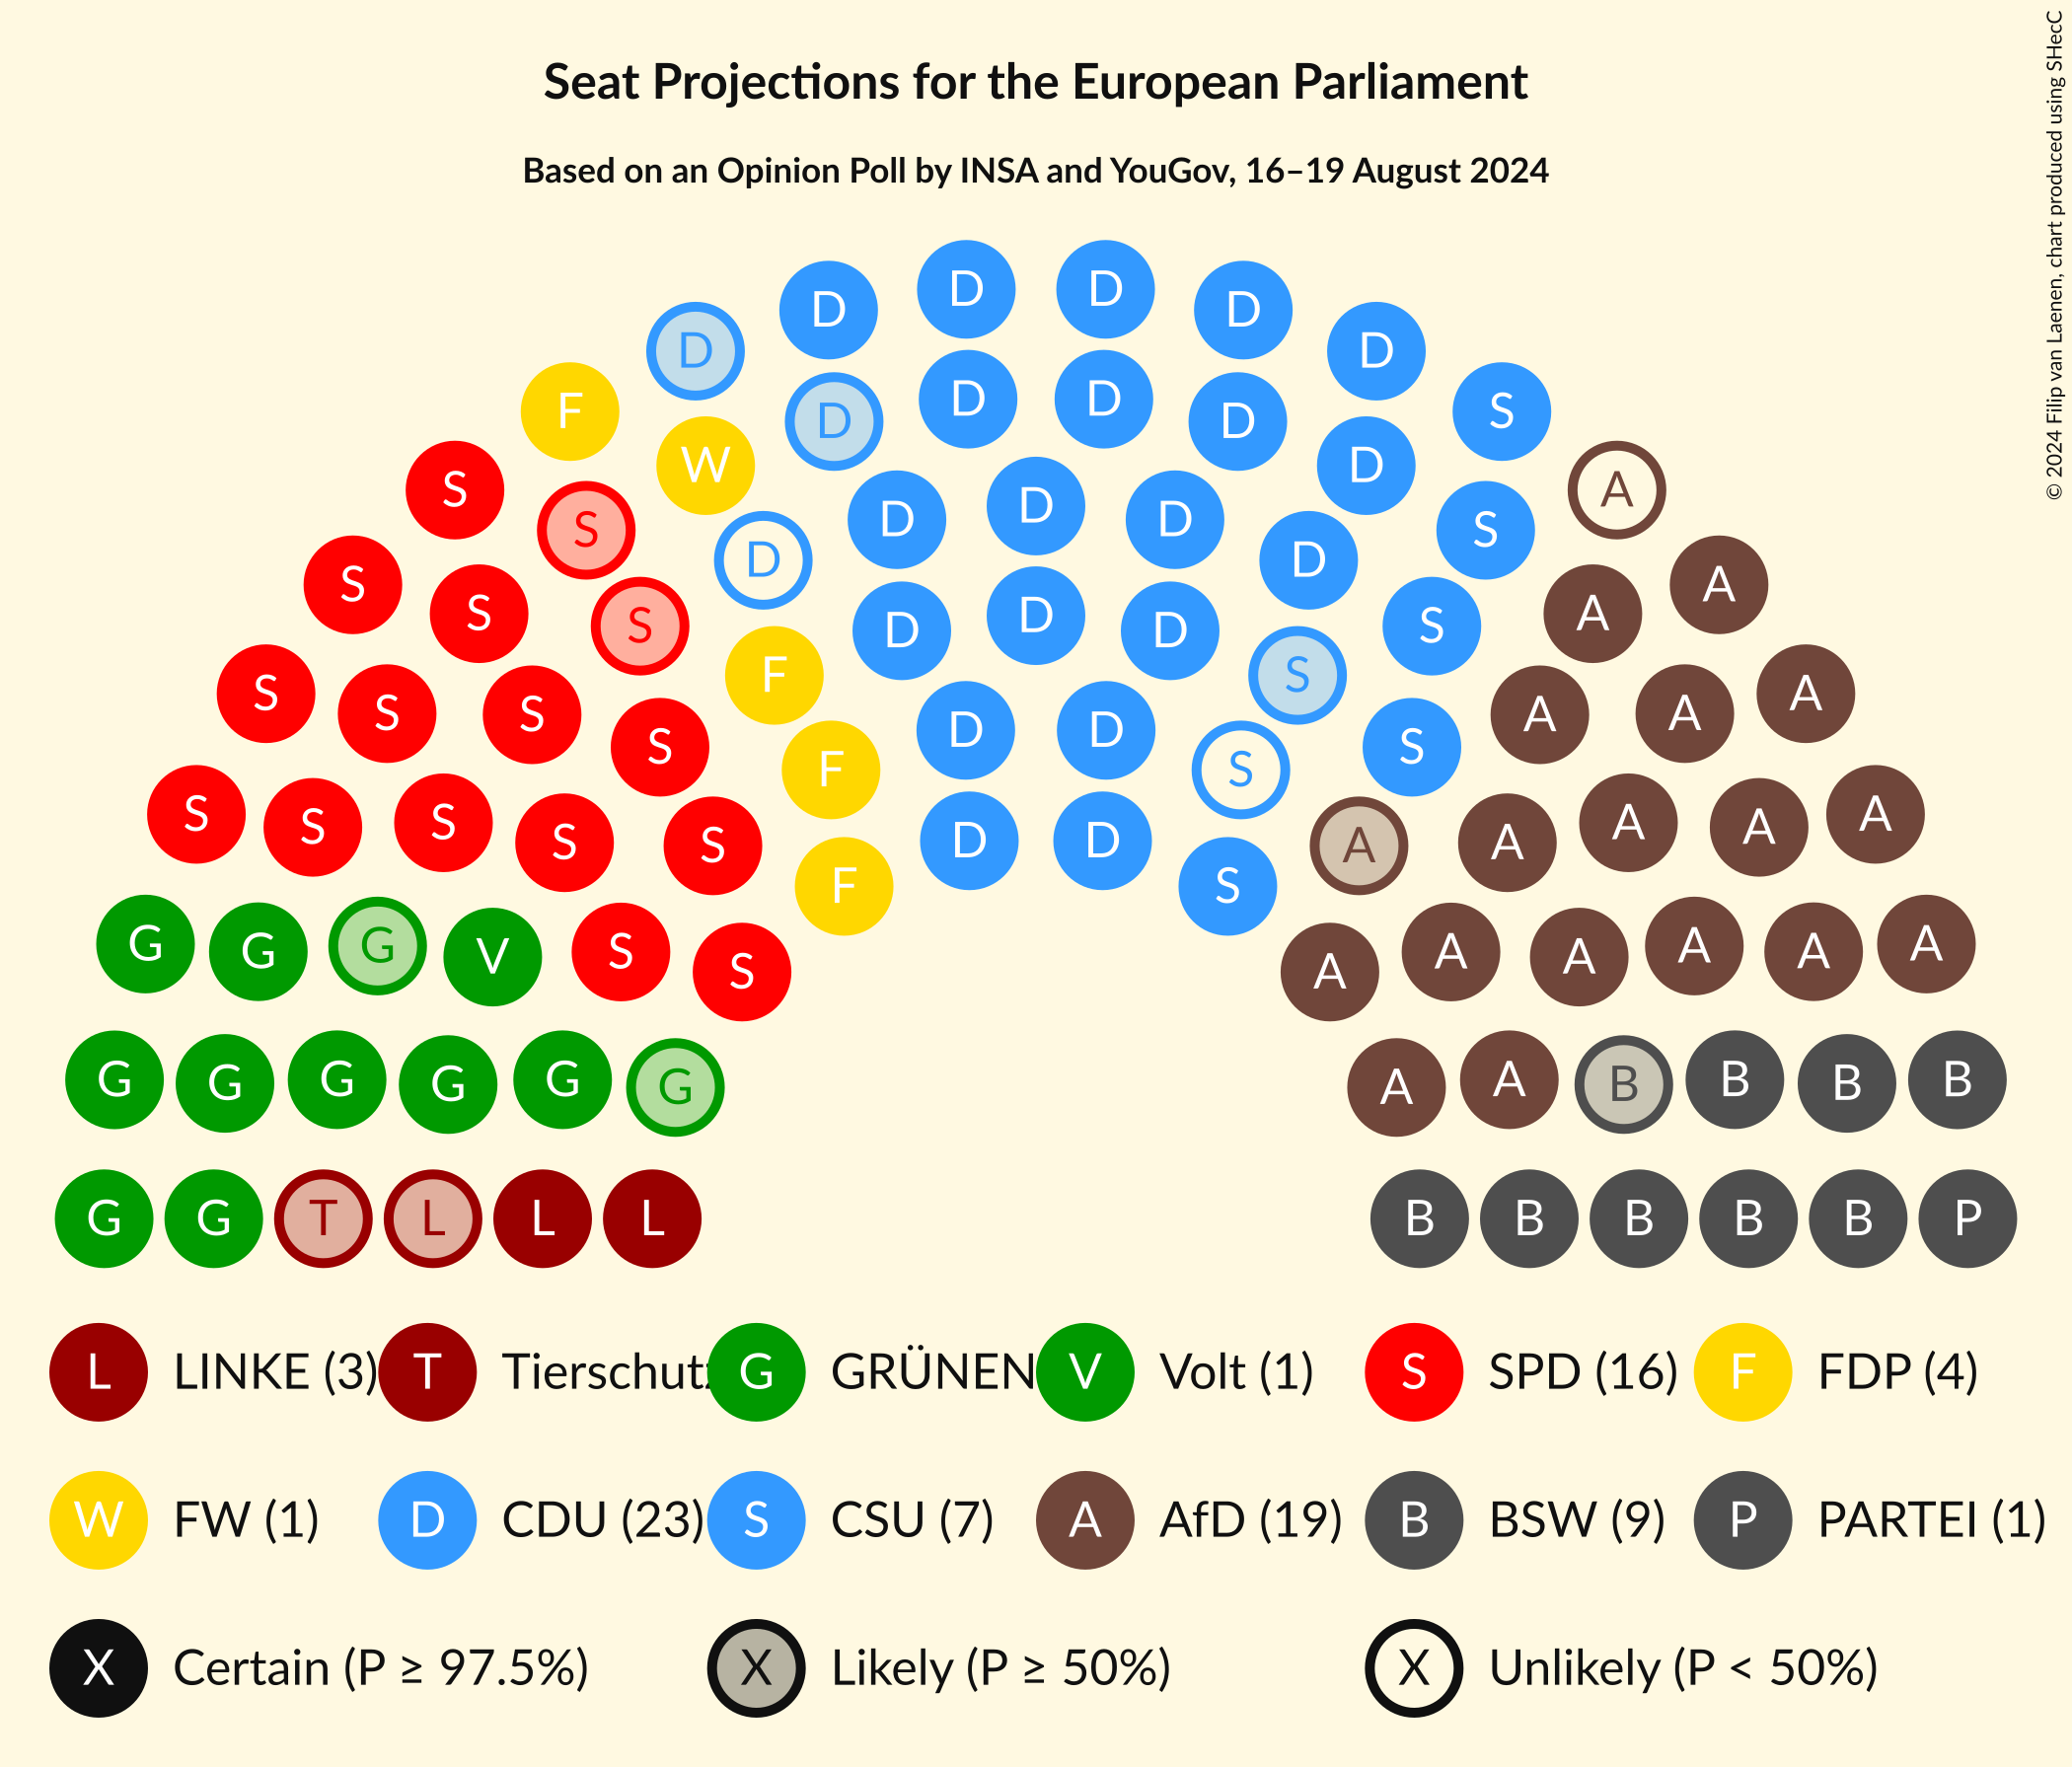 Seat Projections for the European Parliament
Based on an Opinion Poll by INSA and YouGov, 16–19 August 2024
© 2024 Filip van Laenen, chart produced using SHecC
D D D D D D
F D D D D D S
S S W D D D D D S A
S S S D D D D S A A
S S S S F D D S S A A A
S S S S S F D D S A A A A A
G G G V S S F D D S A A A A A A
G G G G G G A A B B B B
G G T L L L B B B B B P
L LINKE (3) T Tierschutz G GRÜNEN V Volt (1) S SPD (16) F FDP (4)
W FW (1) D CDU (23) S CSU (7) A AfD (19) B BSW (9) P PARTEI (1)
X Certain (P ≥ 97.5%) X Likely (P ≥ 50%) X Unlikely (P < 50%)